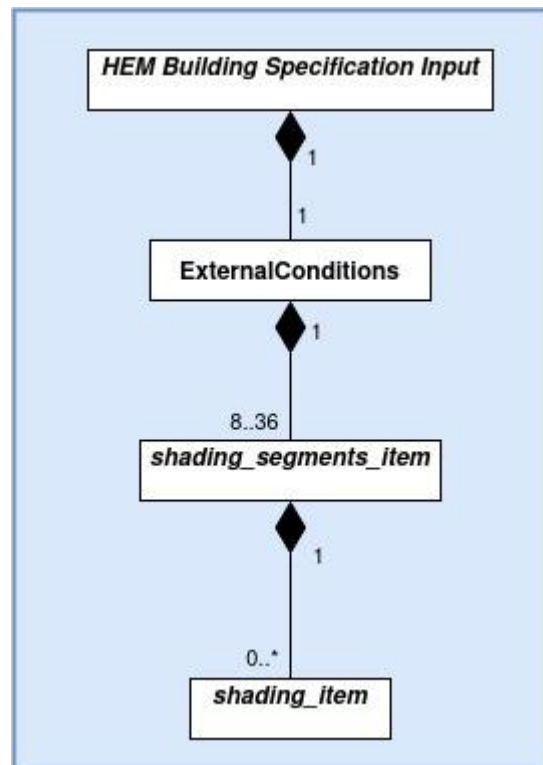 HEM Building Specification Input
1
1
ExternalConditions
1
8..36
shading_segments_item
1
0..*
shading_item